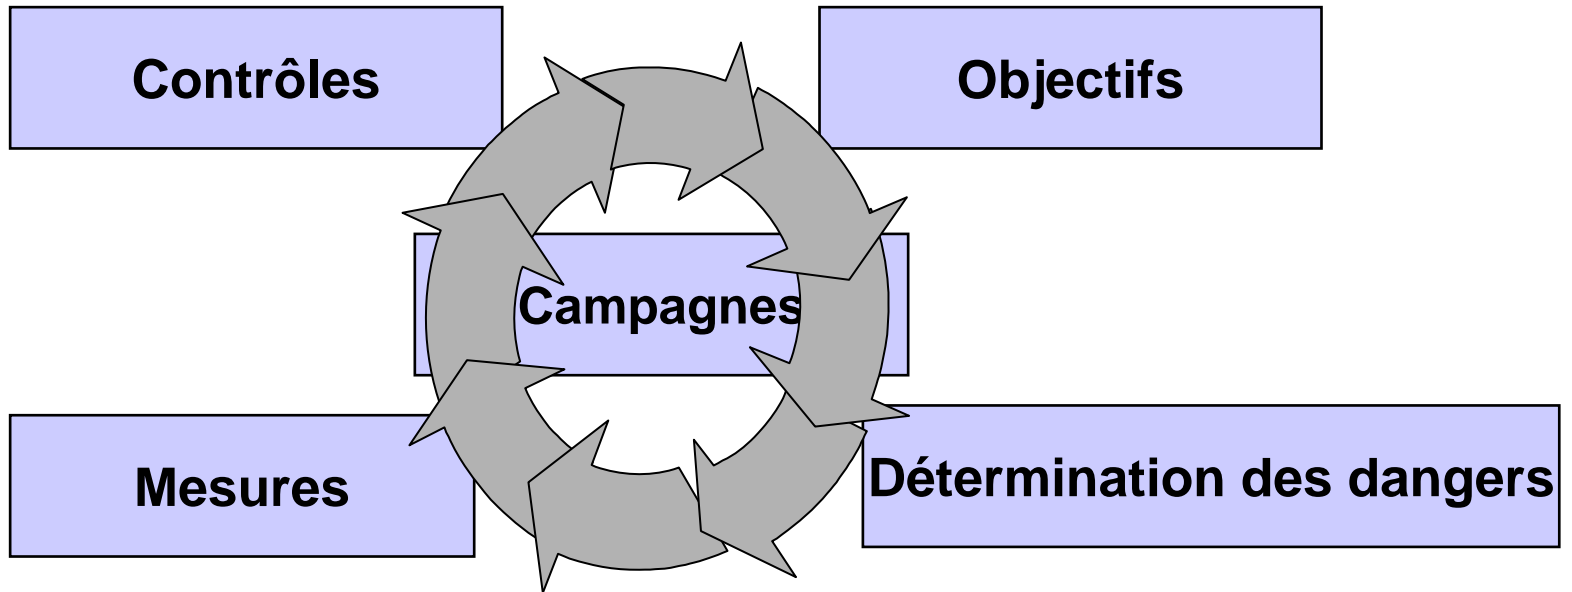 Contrôles
Objectifs
Campagnes
Mesures
Détermination des dangers